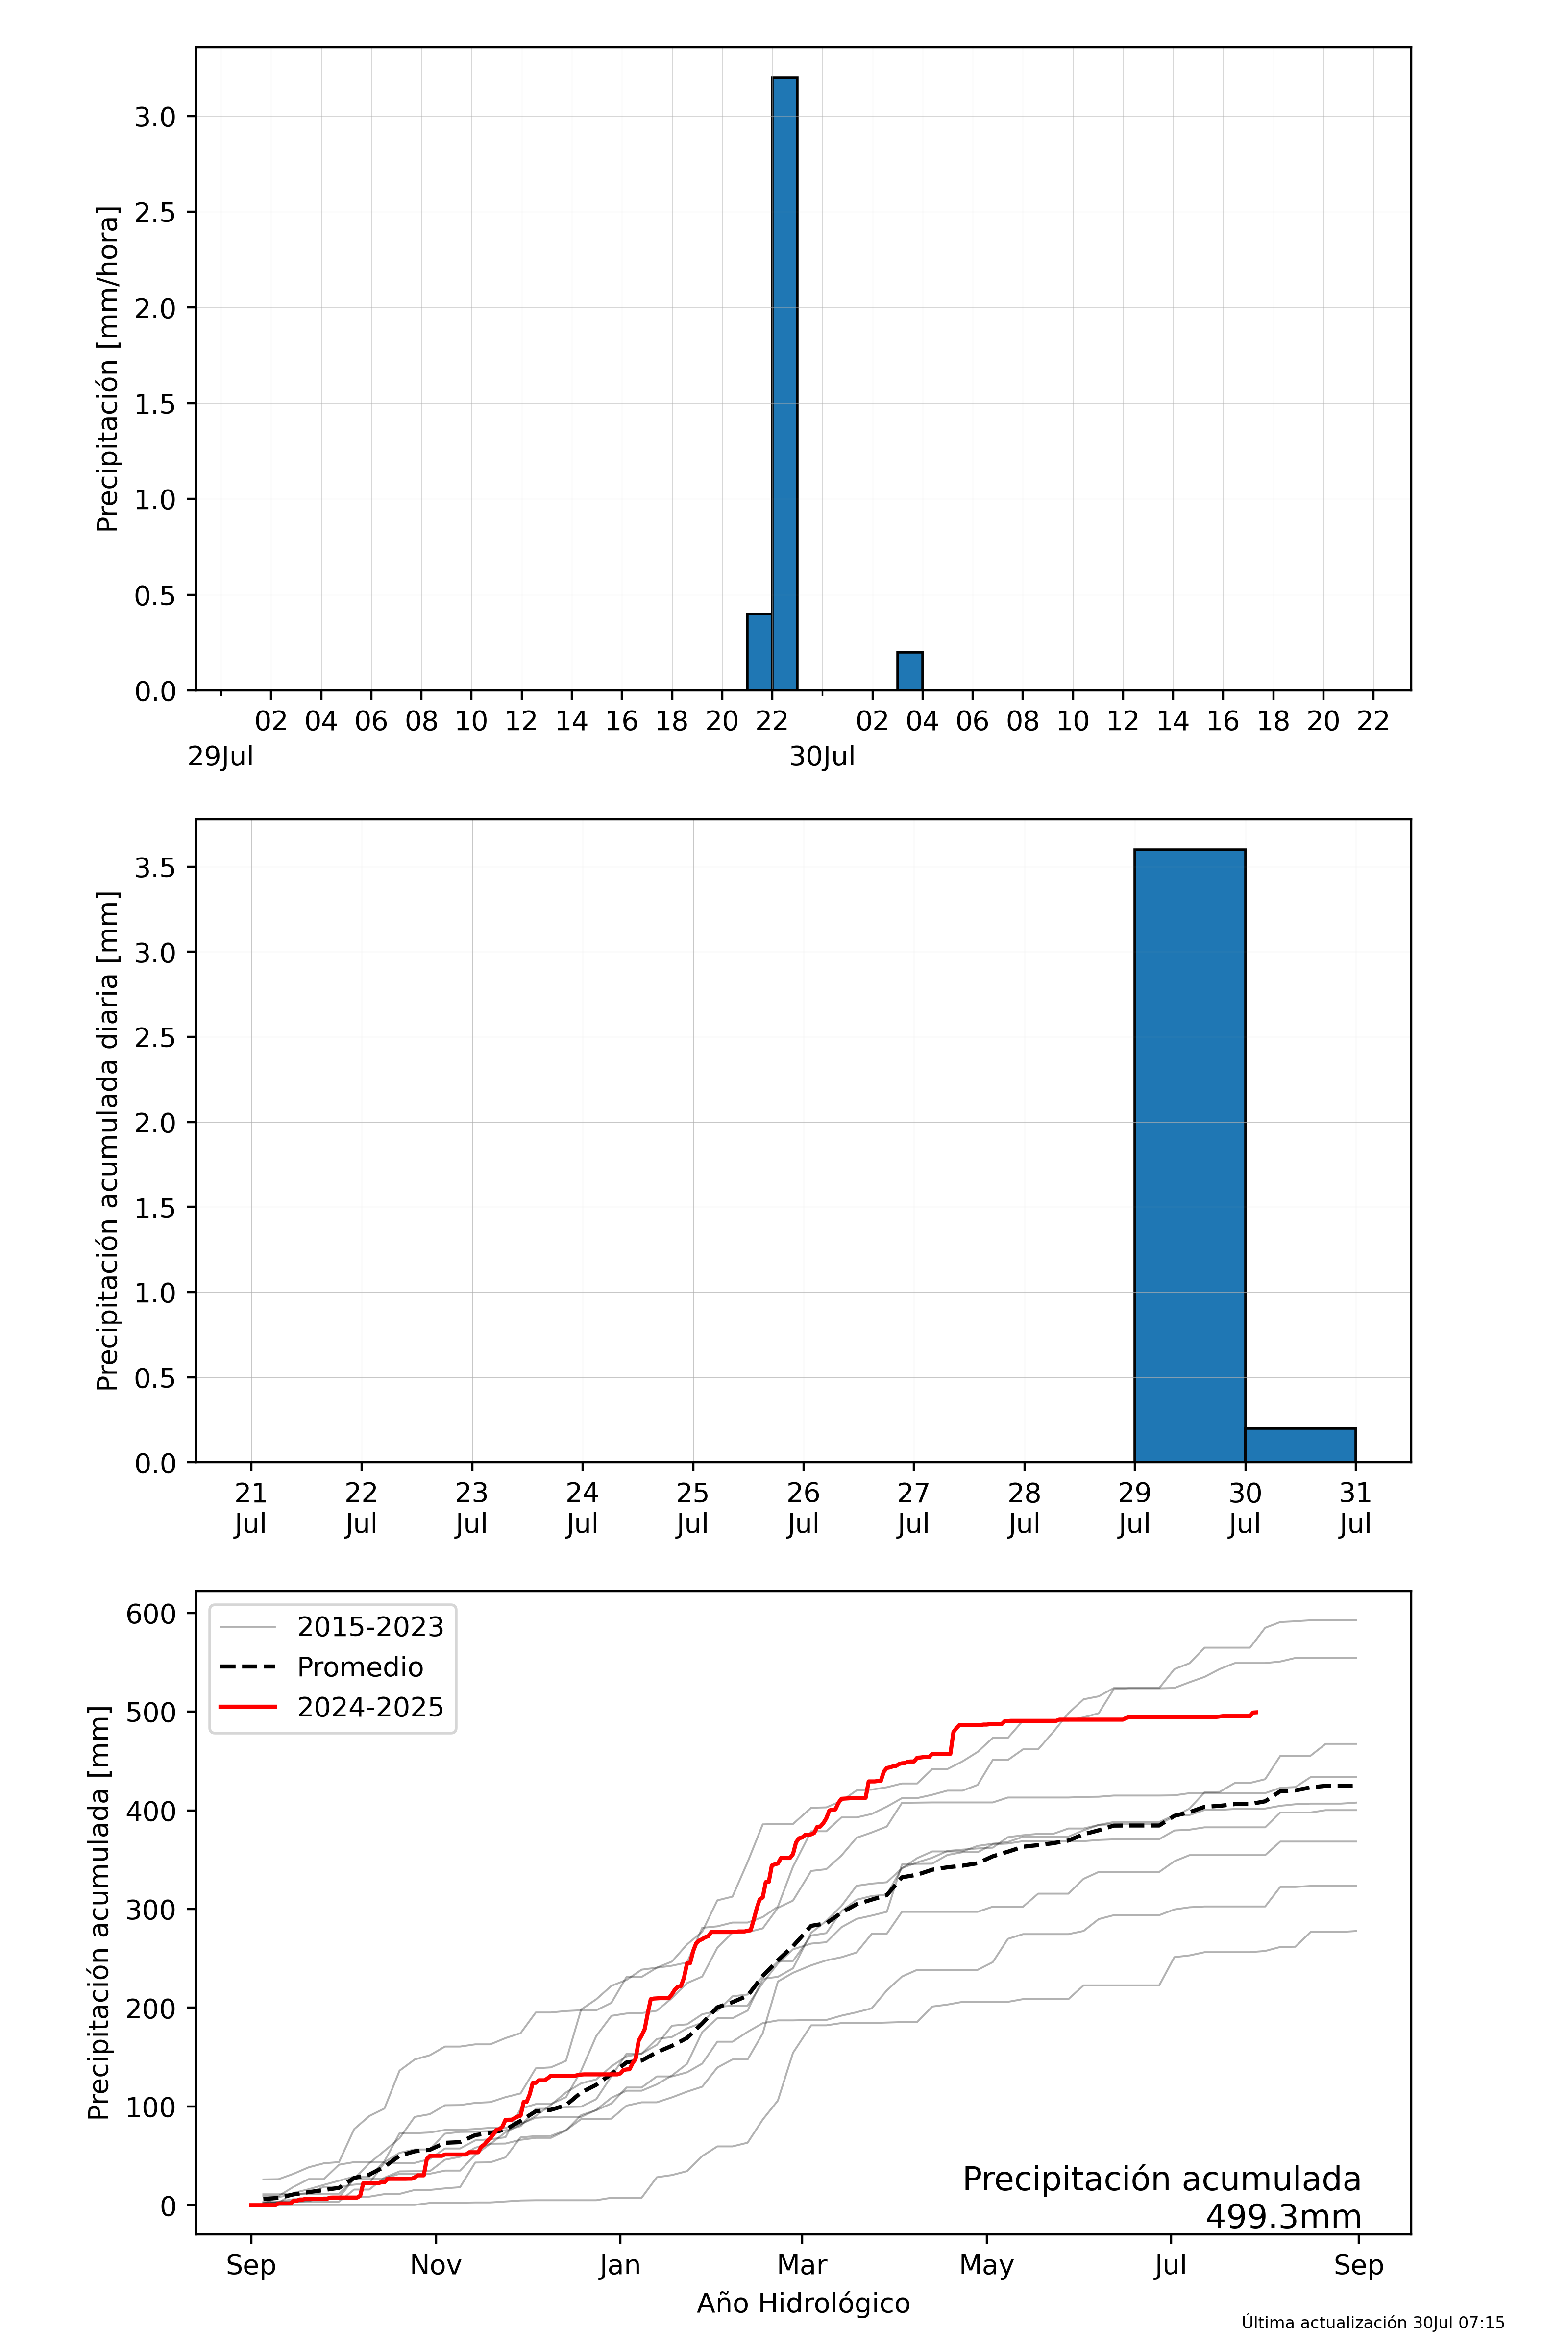 Precipitación [mm/hora]
3.0
2.5
2.0
1.5
1.0
0.5
0.0
02 04 06 08 10 12 14 16 18 20 22 02 04 06 08 10 12 14 16 18 20 22
29Jul 30Jul
Precipitación acumulada diaria [mm]
3.5
3.0
2.5
2.0
1.5
1.0
0.5
0.0
21 22 23 24 25 26 27 28 29 30 31
Jul Jul Jul Jul Jul Jul Jul Jul Jul Jul Jul
Precipitación acumulada [mm]
600
500
400
300
200
100
0
2015-2023
Promedio
2024-2025
Precipitación acumulada
499.3mm
Sep Nov Jan Mar May Jul Sep
Año Hidrológico
Última actualización 30Jul 07:15